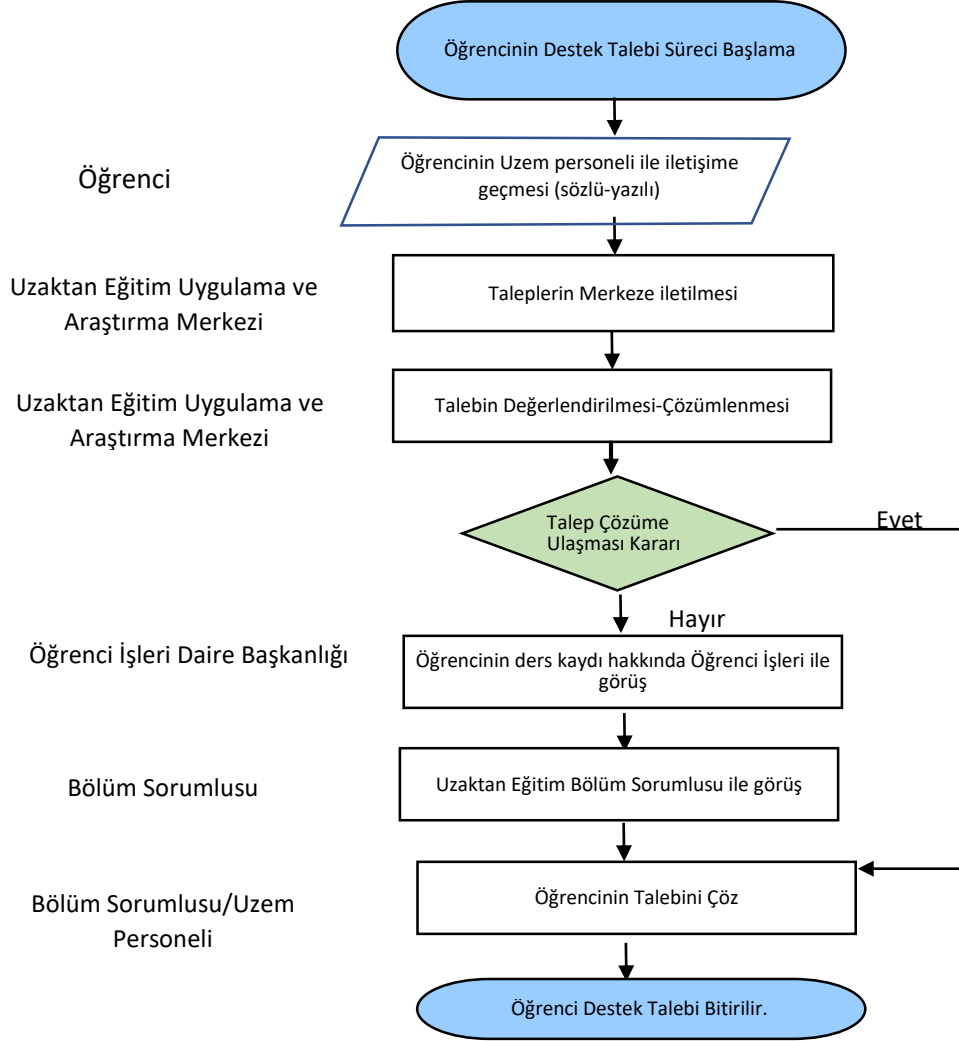 Öğrencinin Destek Talebi Süreci Başlama
Öğrenci
Öğrencinin Uzem personeli ile iletişime
geçmesi (sözlü-yazılı)
Uzaktan Eğitim Uygulama ve
Araştırma Merkezi
Taleplerin Merkeze iletilmesi
Uzaktan Eğitim Uygulama ve
Araştırma Merkezi
Talebin Değerlendirilmesi-Çözümlenmesi
Talep Çözüme
Ulaşması Kararı
Evet
Hayır
Öğrenci İşleri Daire Başkanlığı
Öğrencinin ders kaydı hakkında Öğrenci İşleri ile
görüş
Bölüm Sorumlusu
Uzaktan Eğitim Bölüm Sorumlusu ile görüş
Bölüm Sorumlusu/Uzem
Personeli
Öğrencinin Talebini Çöz
Öğrenci Destek Talebi Bitirilir.